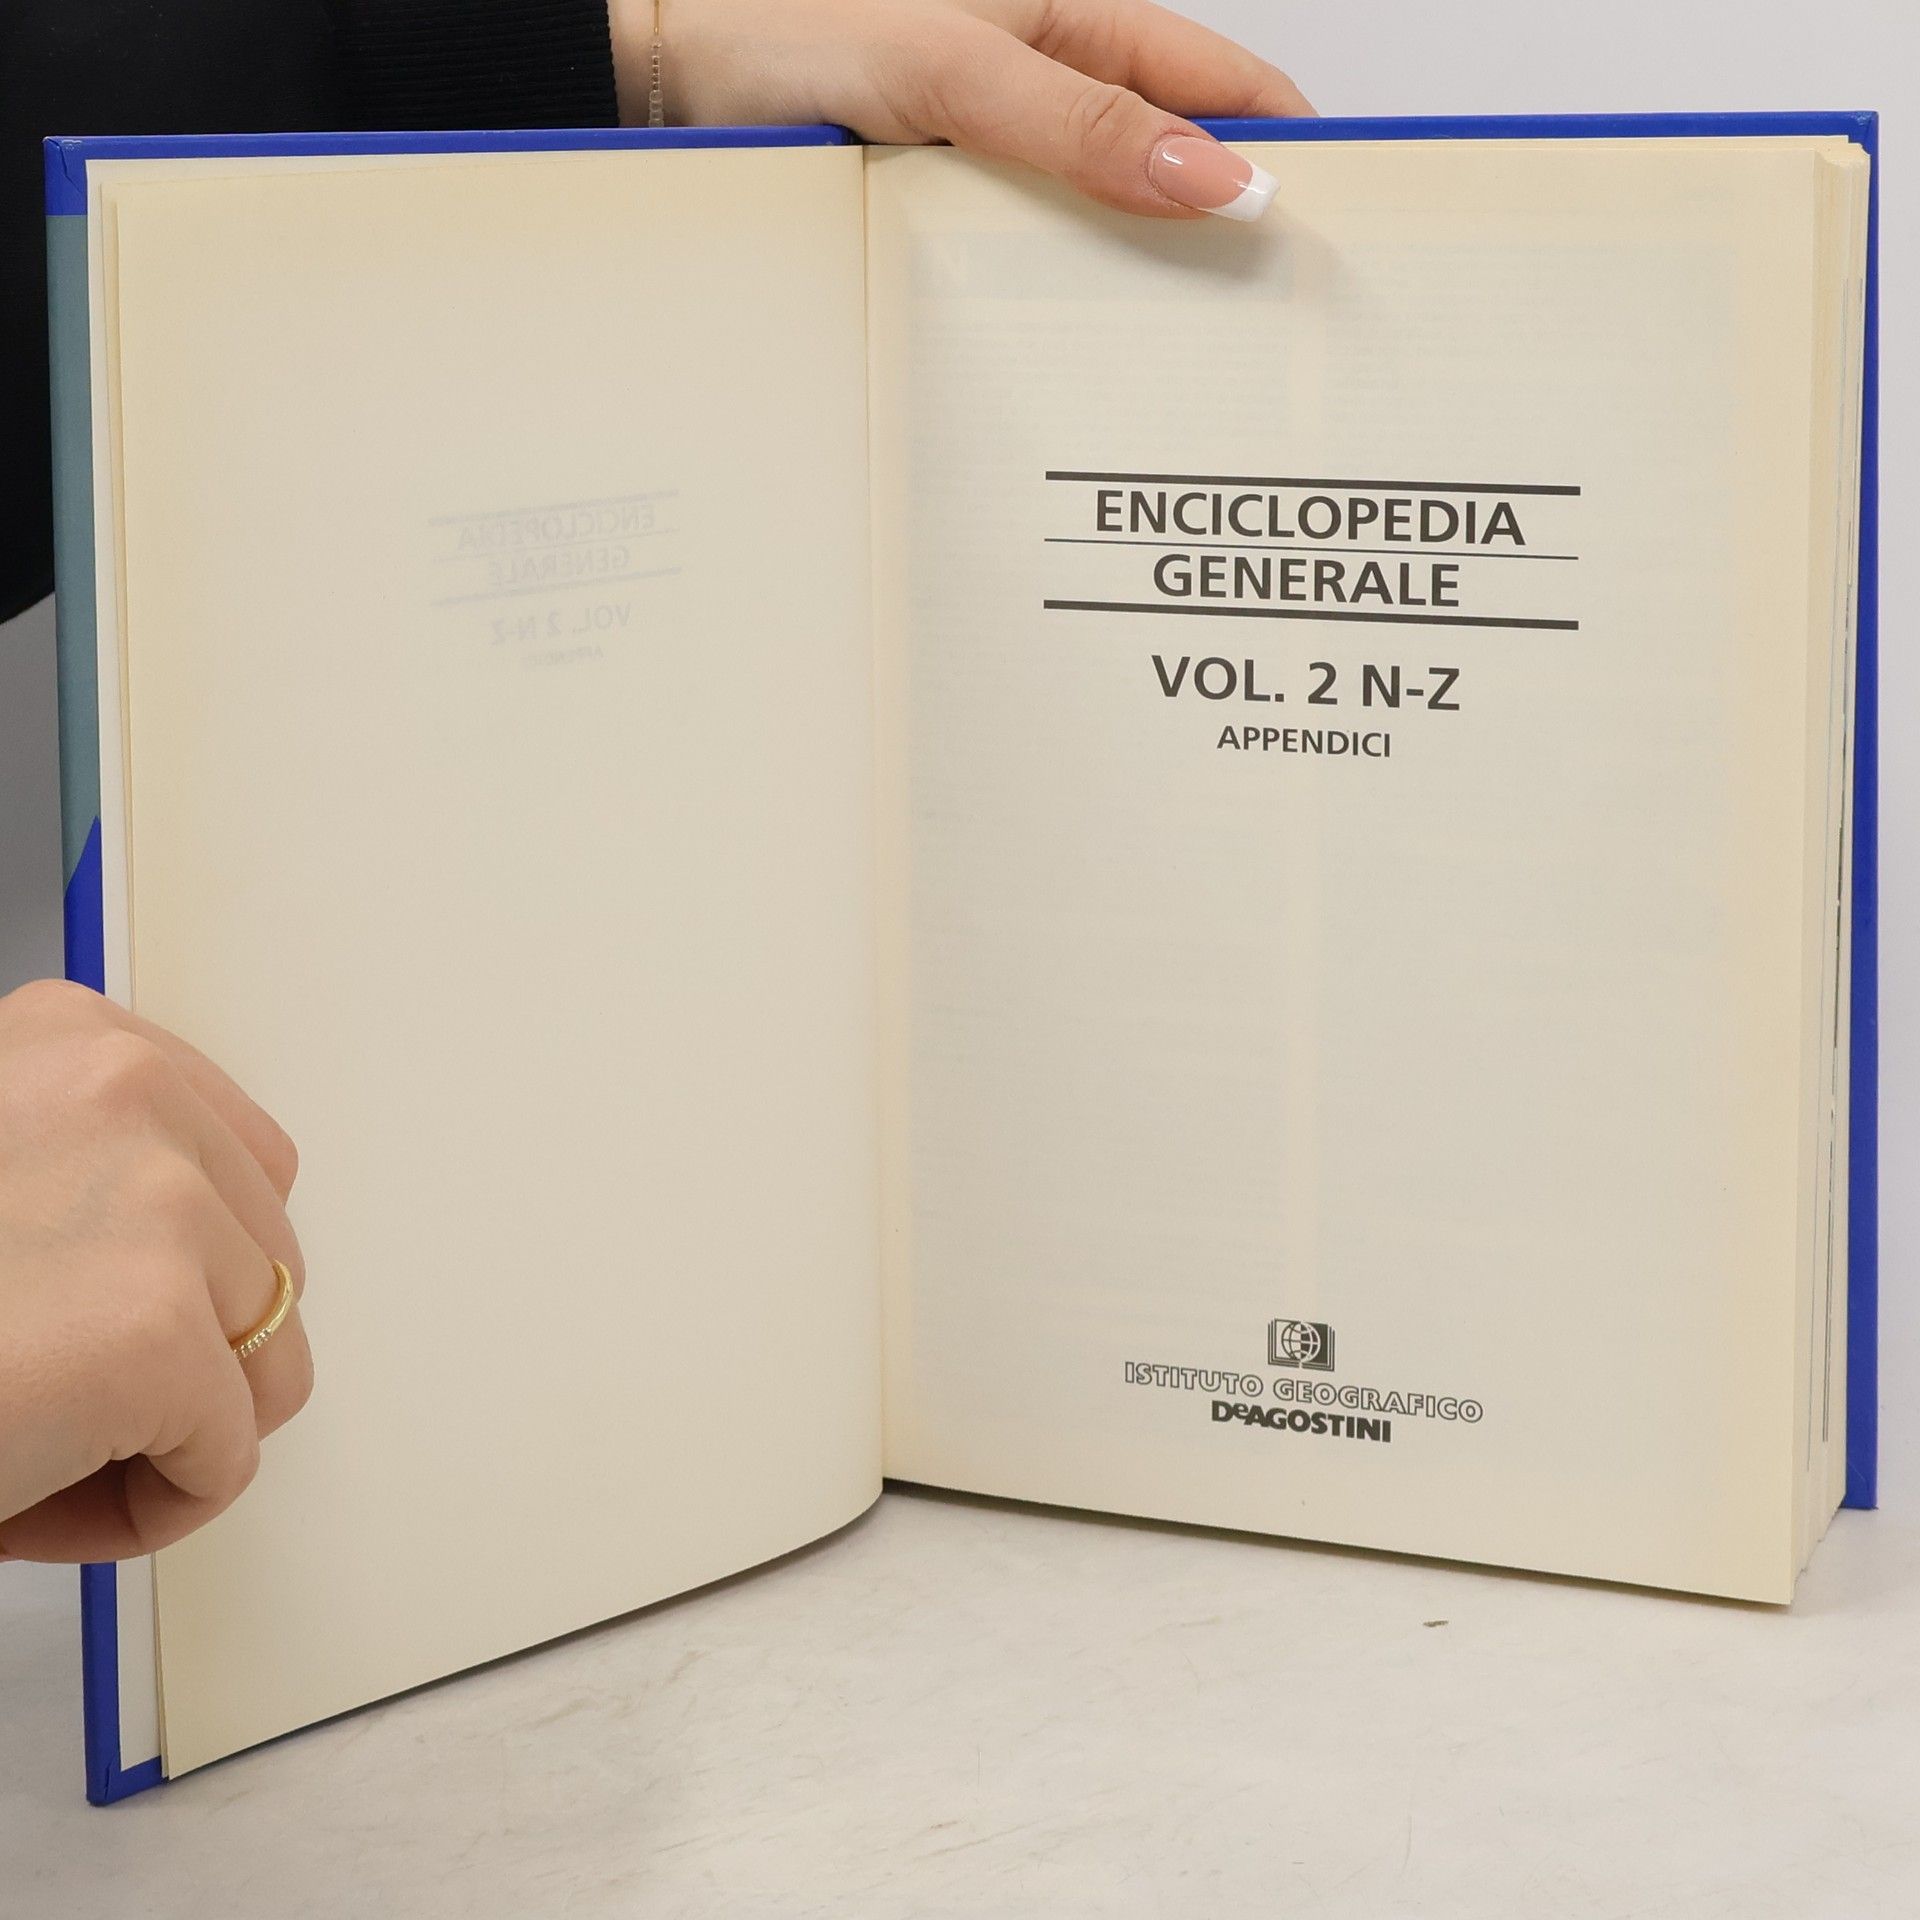 ENCICLOPEDIA
GENERALE
VOL. 2 N-Z
APPENDICI
ISTITUTO GEOGRAFICO
DeAGOSTINI